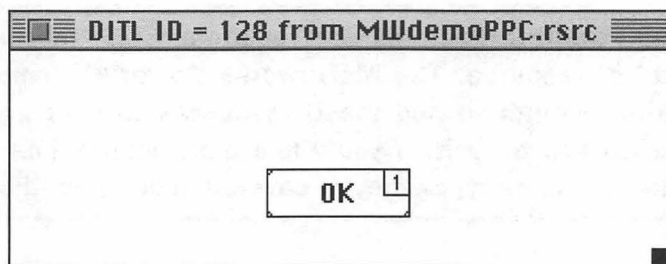 DITL ID = 128 from MWdemoPPC.rsrc
OK
1